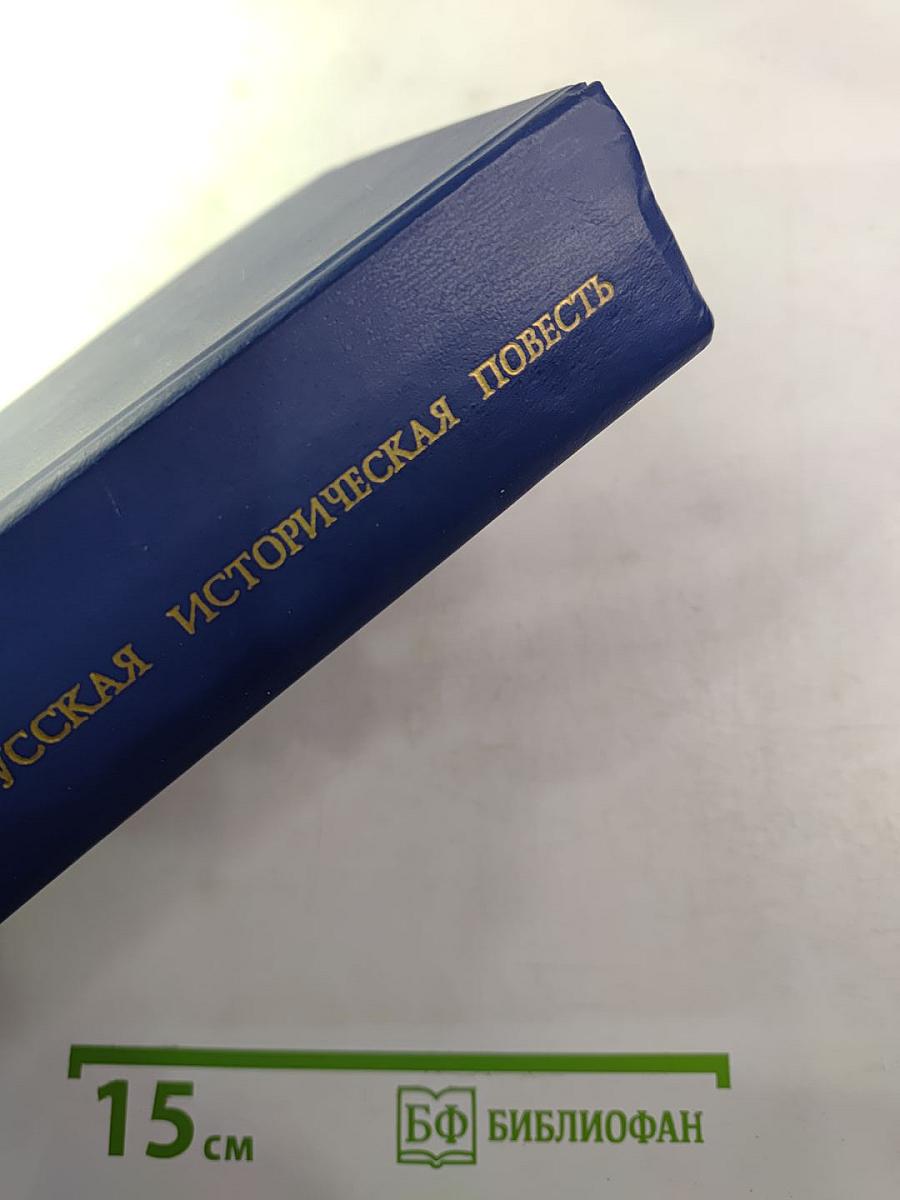 УССКАЯ ИСТОРИЧЕСКАЯ ПОВЕСТЬ
15 см
БФ БИБЛИОФАН